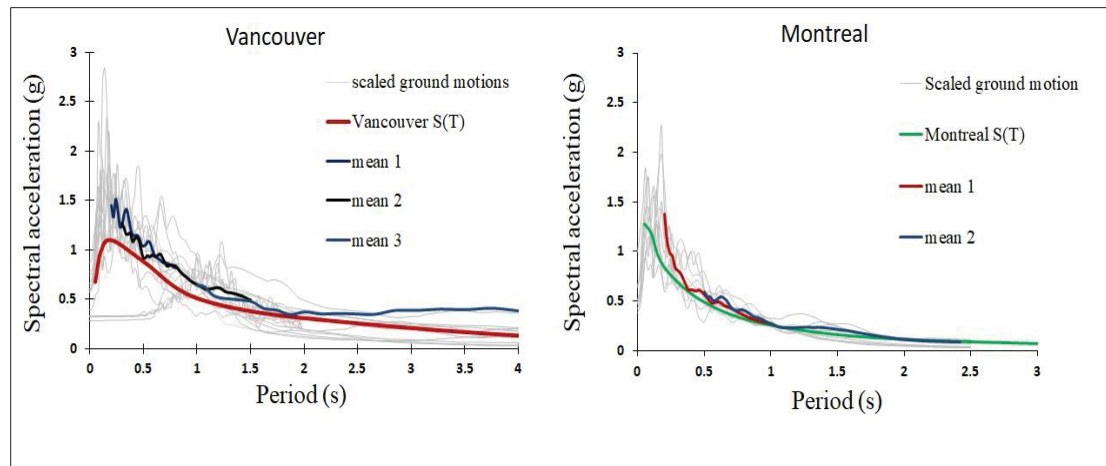 Vancouver
Spectral acceleration (g)
3
2.5
2
1.5
1
0.5
0
0 0.5 1 1.5 2 2.5 3 3.5 4
Period (s)
scaled ground motions
Vancouver S(T)
mean 1
mean 2
mean 3
Montreal
Spectral acceleration (g)
3
2.5
2
1.5
1
0.5
0
0 0.5 1 1.5 2 2.5 3
Period (s)
Scaled ground motion
Montreal S(T)
mean 1
mean 2